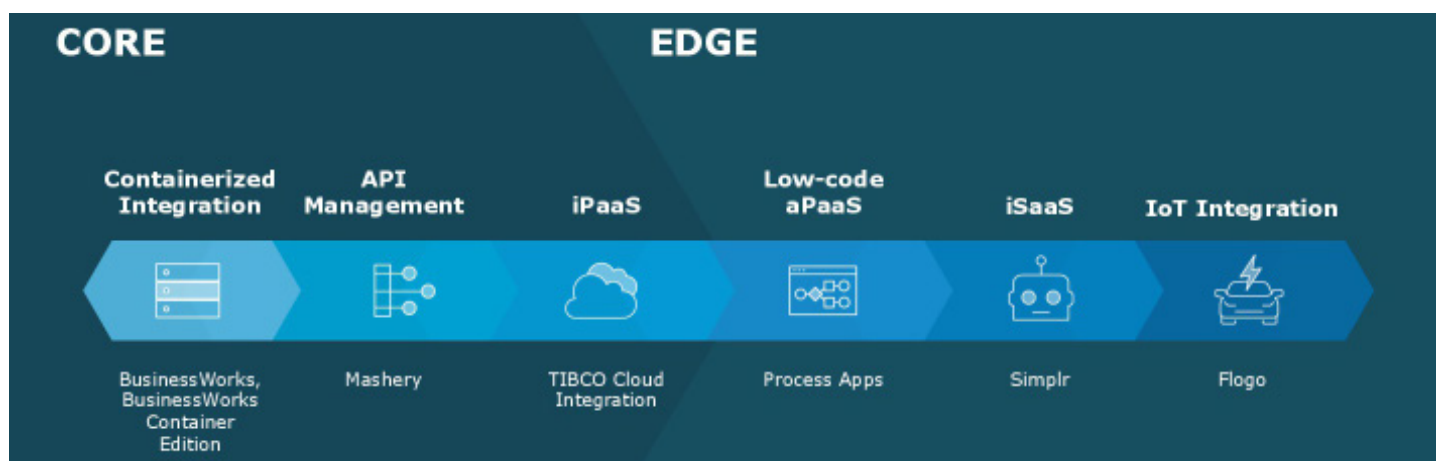 CORE
EDGE
Containerized
Integration
API
Management
iPaaS
Low-code
aPaaS
iSaaS
IoT Integration
BusinessWorks,
BusinessWorks
Container
Edition
Mashery
TIBCO Cloud
Integration
Process Apps
Simplr
Flogo